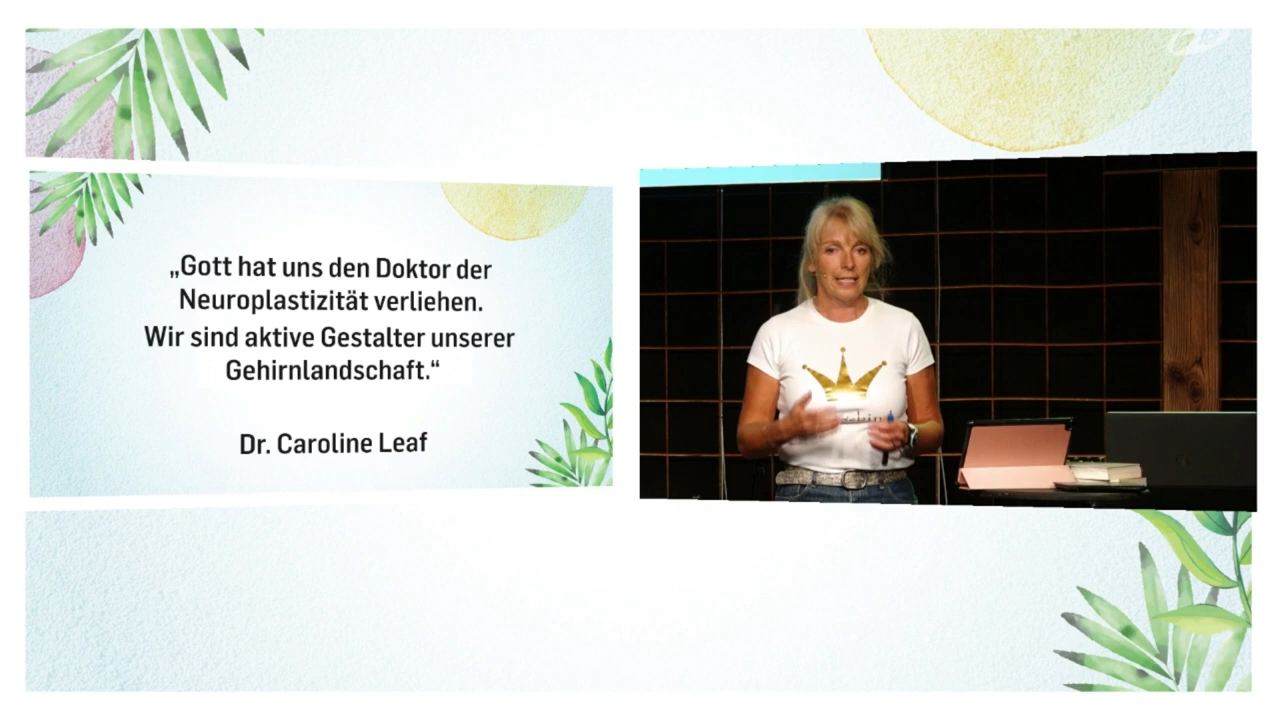 „Gott hat uns den Doktor der
Neuroplastizität verliehen.
Wir sind aktive Gestalter unserer
Gehirnlandschaft.“
Dr. Caroline Leaf